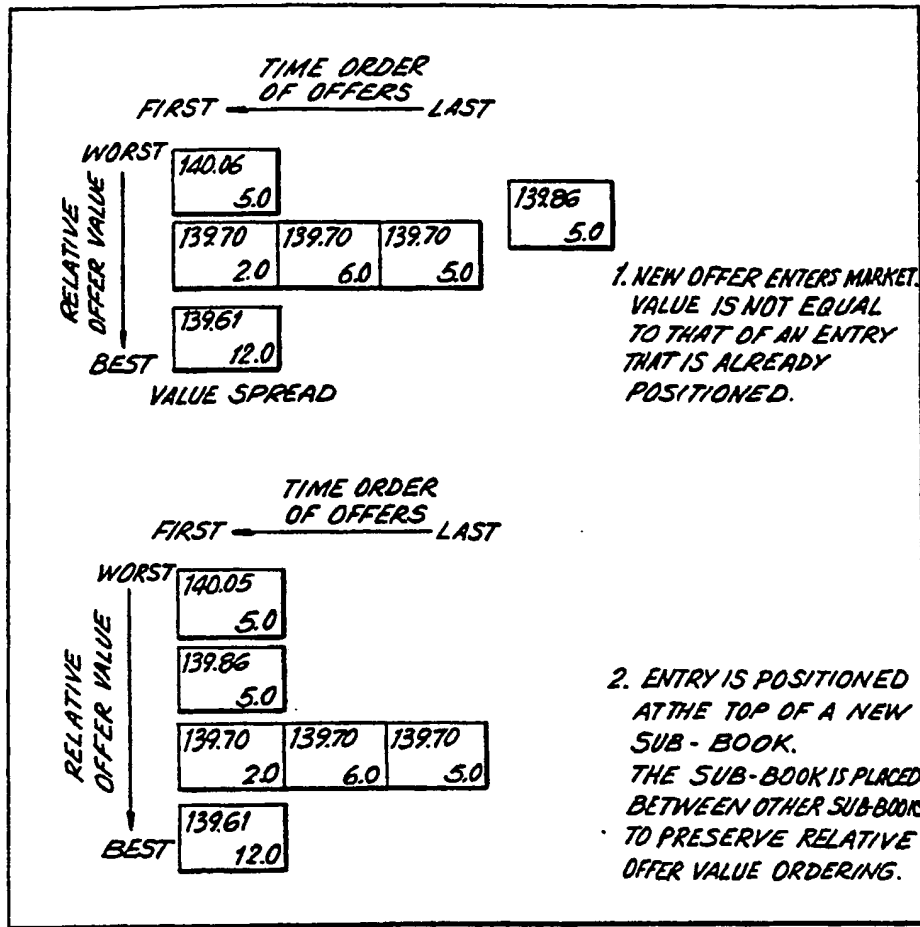 TIME ORDER
OF OFFERS
FIRST LAST
WORST
RELATIVE
OFFER VALUE
BEST
140.06
5.0
139.86
5.0
139.70 139.70 139.70
2.0 6.0 5.0
139.61
12.0
VALUE SPREAD
1. NEW OFFER ENTERS MARKET.
VALUE IS NOT EQUAL
TO THAT OF AN ENTRY
THAT IS ALREADY
POSITIONED.
TIME ORDER
OF OFFERS
FIRST LAST
WORST
RELATIVE
OFFER VALUE
BEST
140.05
5.0
139.86
5.0
139.70 139.70 139.70
2.0 6.0 5.0
139.61
12.0
2. ENTRY IS POSITIONED
AT THE TOP OF A NEW
SUB-BOOK.
THE SUB-BOOK IS PLACED
BETWEEN OTHER SUB-BOOKS
TO PRESERVE RELATIVE
OFFER VALUE ORDERING.